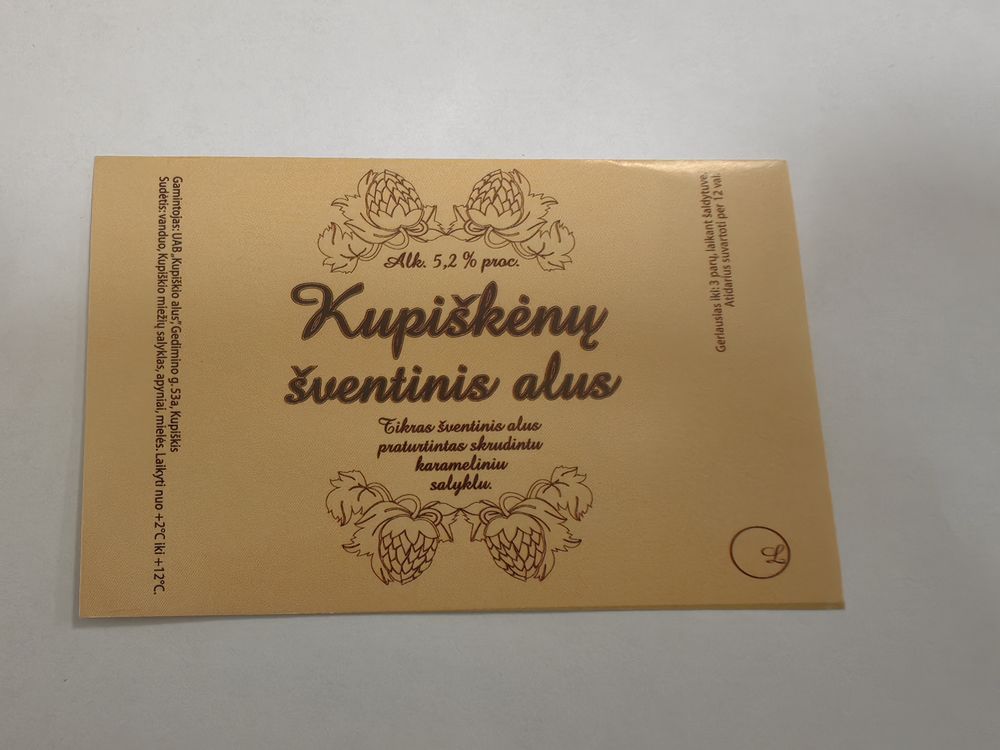 Gamintojas: UAB „Kupiškio alus", Gedimino g. 53a, Kupiškis
Sudėtis: vanduo, Kupiškio miežių salyklas, apyniai, mielės. Laikyti nuo +2°C iki +12°C.
Alk. 5,2 % proc.
Kupiškėnų
šventinis alus
Tikras šventinis alus
praturtintas skrudintu
karameliniu
salyklu.
Geriausias iki: 3 parų, laikant šaldytuve.
Atidarius suvartoti per 12 val.
L